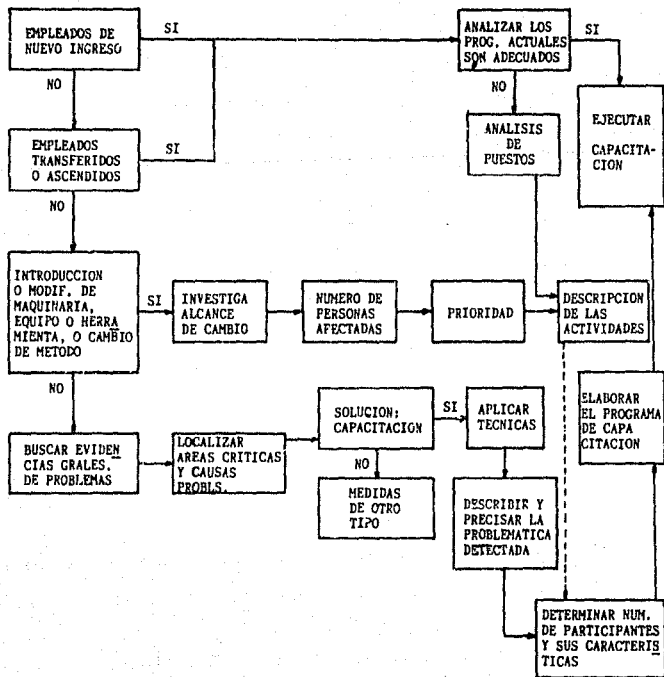 EMPLEADOS DE
NUEVO INGRESO
SI
ANALIZAR LOS
PROG. ACTUALES
SON ADECUADOS
SI
NO
NO
EMPLEADOS
TRANSFERIDOS
O ASCENDIDOS
SI
ANALISIS
DE
PUESTOS
EJECUTAR
CAPACITA-
CION
NO
INTRODUCCION
O MODIF. DE
MAQUINARIA,
EQUIPO O HERRA
MIENTA, O CAMBIO
DE METODO
SI
INVESTIGA
ALCANCE
DE CAMBIO
NUMERO DE
PERSONAS
AFECTADAS
PRIORIDAD
DESCRIPCION
DE LAS
ACTIVIDADES
NO
BUSCAR EVIDEN
CIAS GRALES.
DE PROBLEMAS
LOCALIZAR
AREAS CRITICAS
Y CAUSAS
PROBLS.
SOLUCION:
CAPACITACION
SI
APLICAR
TECNICAS
ELABORAR
EL PROGRAMA
DE CAPA
CITACION
NO
MEDIDAS
DE OTRO
TIPO
DESCRIBIR Y
PRECISAR LA
PROBLEMATICA
DETECTADA
DETERMINAR NUM.
DE PARTICIPANTES
Y SUS CARACTERIS
TICAS